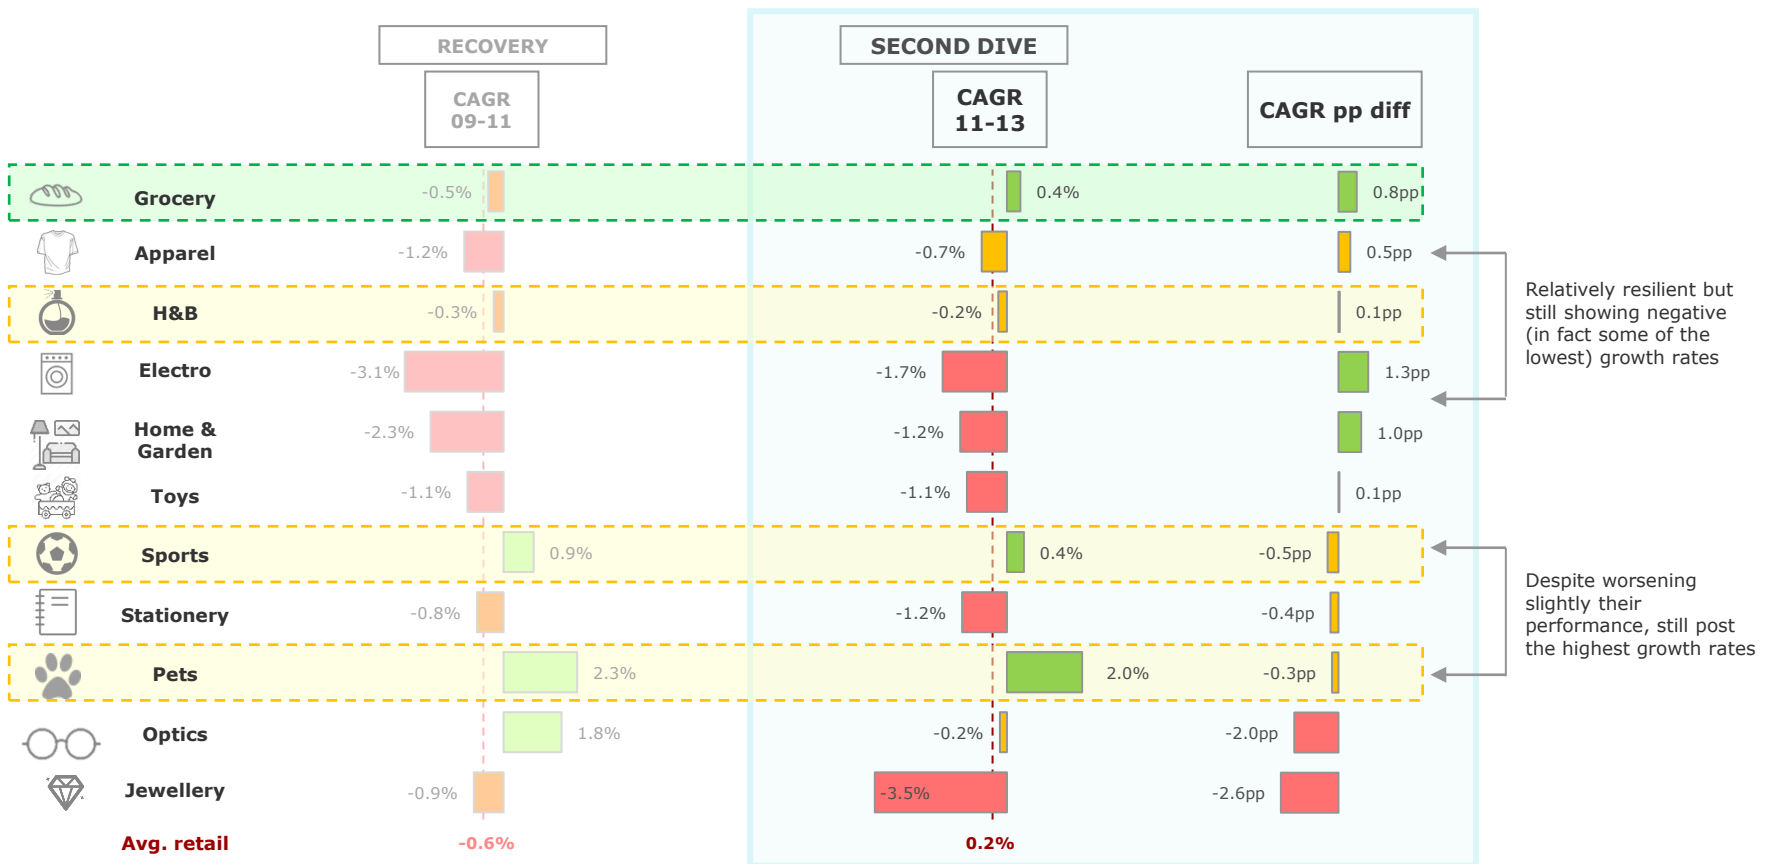 RECOVERY
SECOND DIVE
CAGR
09-11
CAGR
11-13
CAGR pp diff
Grocery
-0.5%
0.4%
0.8pp
Apparel
-1.2%
-0.7%
0.5pp
H&B
-0.3%
-0.2%
0.1pp
Electro
-3.1%
-1.7%
1.3pp
Relatively resilient but
still showing negative
(in fact some of the
lowest) growth rates
Home &
Garden
-2.3%
-1.2%
1.0pp
Toys
-1.1%
-1.1%
0.1pp
Sports
0.9%
0.4%
-0.5pp
Stationery
-0.8%
-1.2%
-0.4pp
Despite worsening
slightly their
performance, still post
the highest growth rates
Pets
2.3%
2.0%
-0.3pp
Optics
1.8%
-0.2%
-2.0pp
Jewellery
-0.9%
-3.5%
-2.6pp
Avg. retail
-0.6%
0.2%